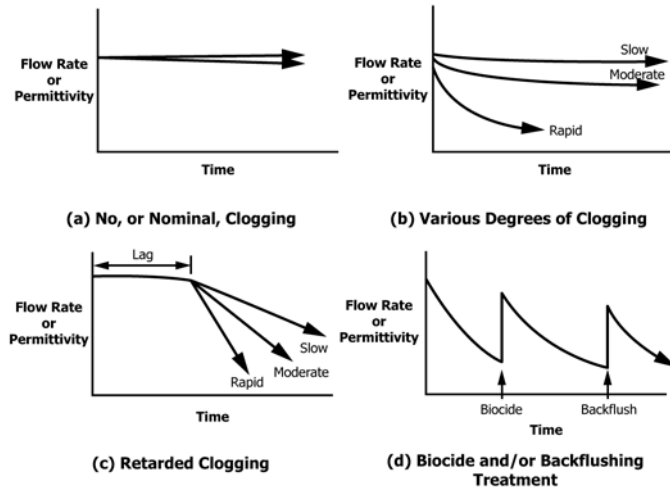 Flow Rate
or
Permittivity
Time
(a) No, or Nominal, Clogging
Flow Rate
or
Permittivity
Slow
Moderate
Rapid
Time
(b) Various Degrees of Clogging
Lag
Flow Rate
or
Permittivity
Slow
Moderate
Rapid
Time
(c) Retarded Clogging
Flow Rate
or
Permittivity
Biocide
Backflush
Time
(d) Biocide and/or Backflushing
Treatment